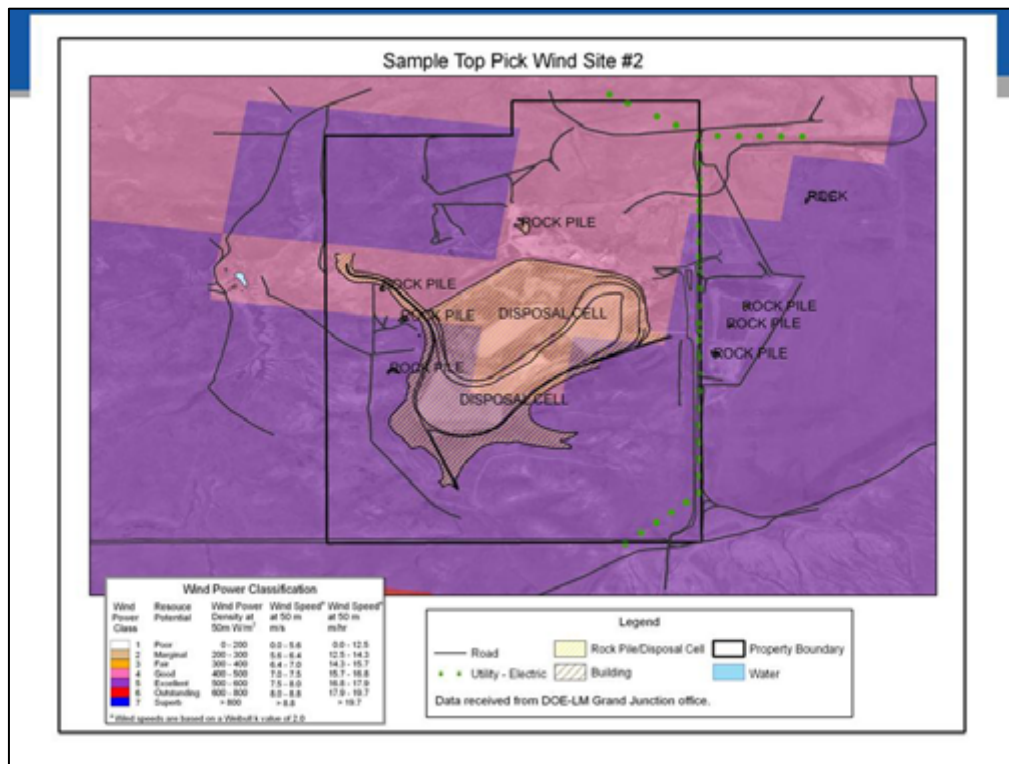 Sample Top Pick Wind Site #2
ROCK PILE
ROCK PILE
ROCK PILE
ROCK PILE
DISPOSAL CELL
DISPOSAL CELL
ROCK PILE
ROCK PILE
ROCK PILE
Wind Power Classification
Wind Power Class Resouce Potential Wind Power Density at 50m W/m² Wind Speedª at 50 m m/s Wind Speedª at 50 m m/hr
1 Poor 0 - 200 0.0 - 5.6 0.0 - 12.5
2 Marginal 200 - 300 5.6 - 6.4 12.5 - 14.3
3 Fair 300 - 400 6.4 - 7.0 14.3 - 15.7
4 Good 400 - 500 7.0 - 7.5 15.7 - 16.8
5 Excellent 500 - 600 7.5 - 8.0 16.8 - 17.9
6 Outstanding 600 - 800 8.0 - 8.8 17.9 - 19.7
7 Superb > 800 > 8.8 > 19.7
ª Wind speeds are based on a Weibull k value of 2.0
Legend
Road Rock Pile/Disposal Cell Property Boundary
Utility - Electric Building Water
Data received from DOE-LM Grand Junction office.